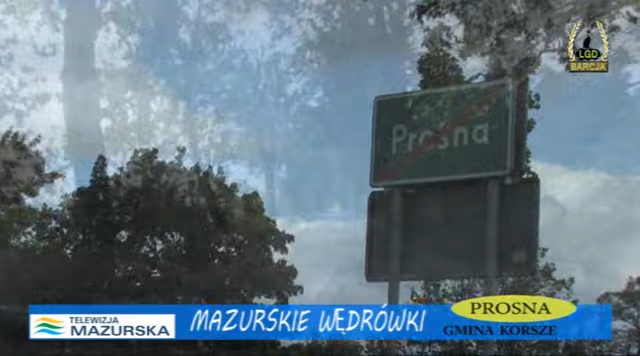 LGD
BARCJA
Prosna
TELEWIZJA
MAZURSKA
MAZURSKIE WĘDRÓWKI
PROSNA
GMINA KORSZE